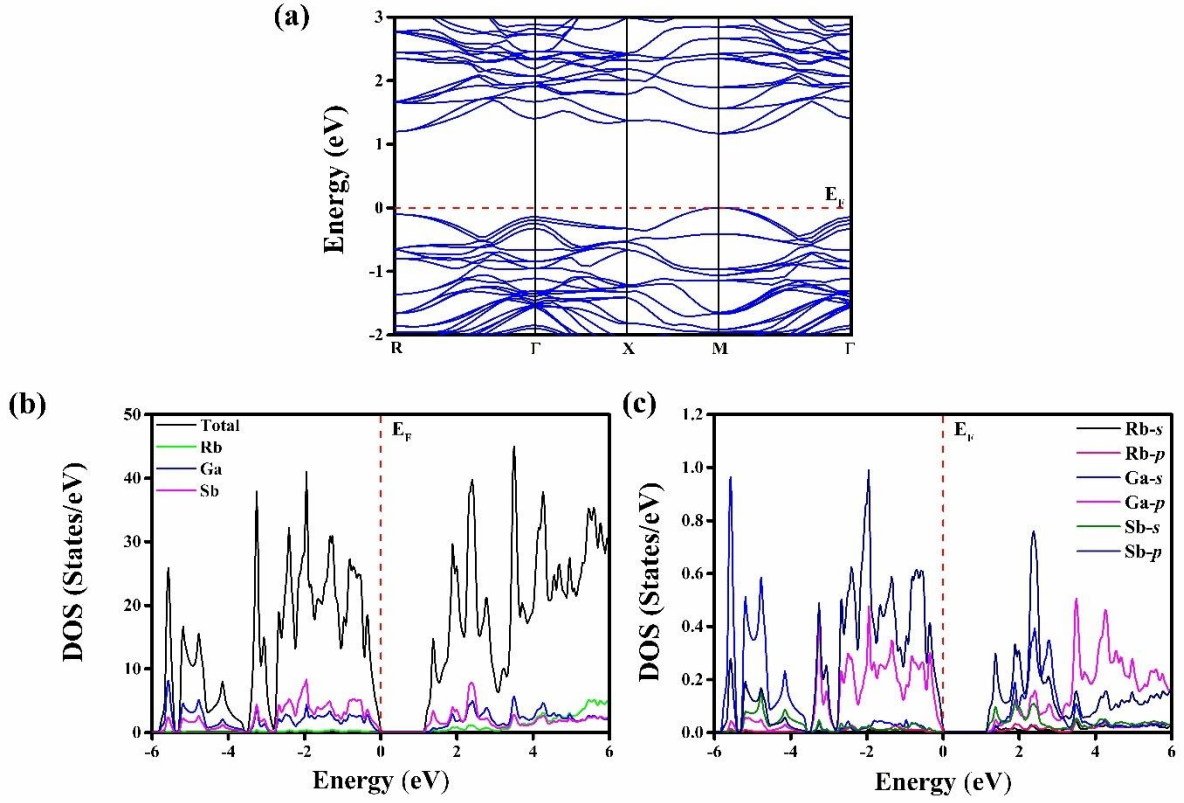 (a)
3
2
1
0
-1
-2
Energy (eV)
E_F
R Γ X M Γ
(b)
50
40
30
20
10
0
DOS (States/eV)
Total
Rb
Ga
Sb
E_F
-6 -4 -2 0 2 4 6
Energy (eV)
(c)
1.2
1.0
0.8
0.6
0.4
0.2
0.0
DOS (States/eV)
E_F
Rb-s
Rb-p
Ga-s
Ga-p
Sb-s
Sb-p
-6 -4 -2 0 2 4 6
Energy (eV)